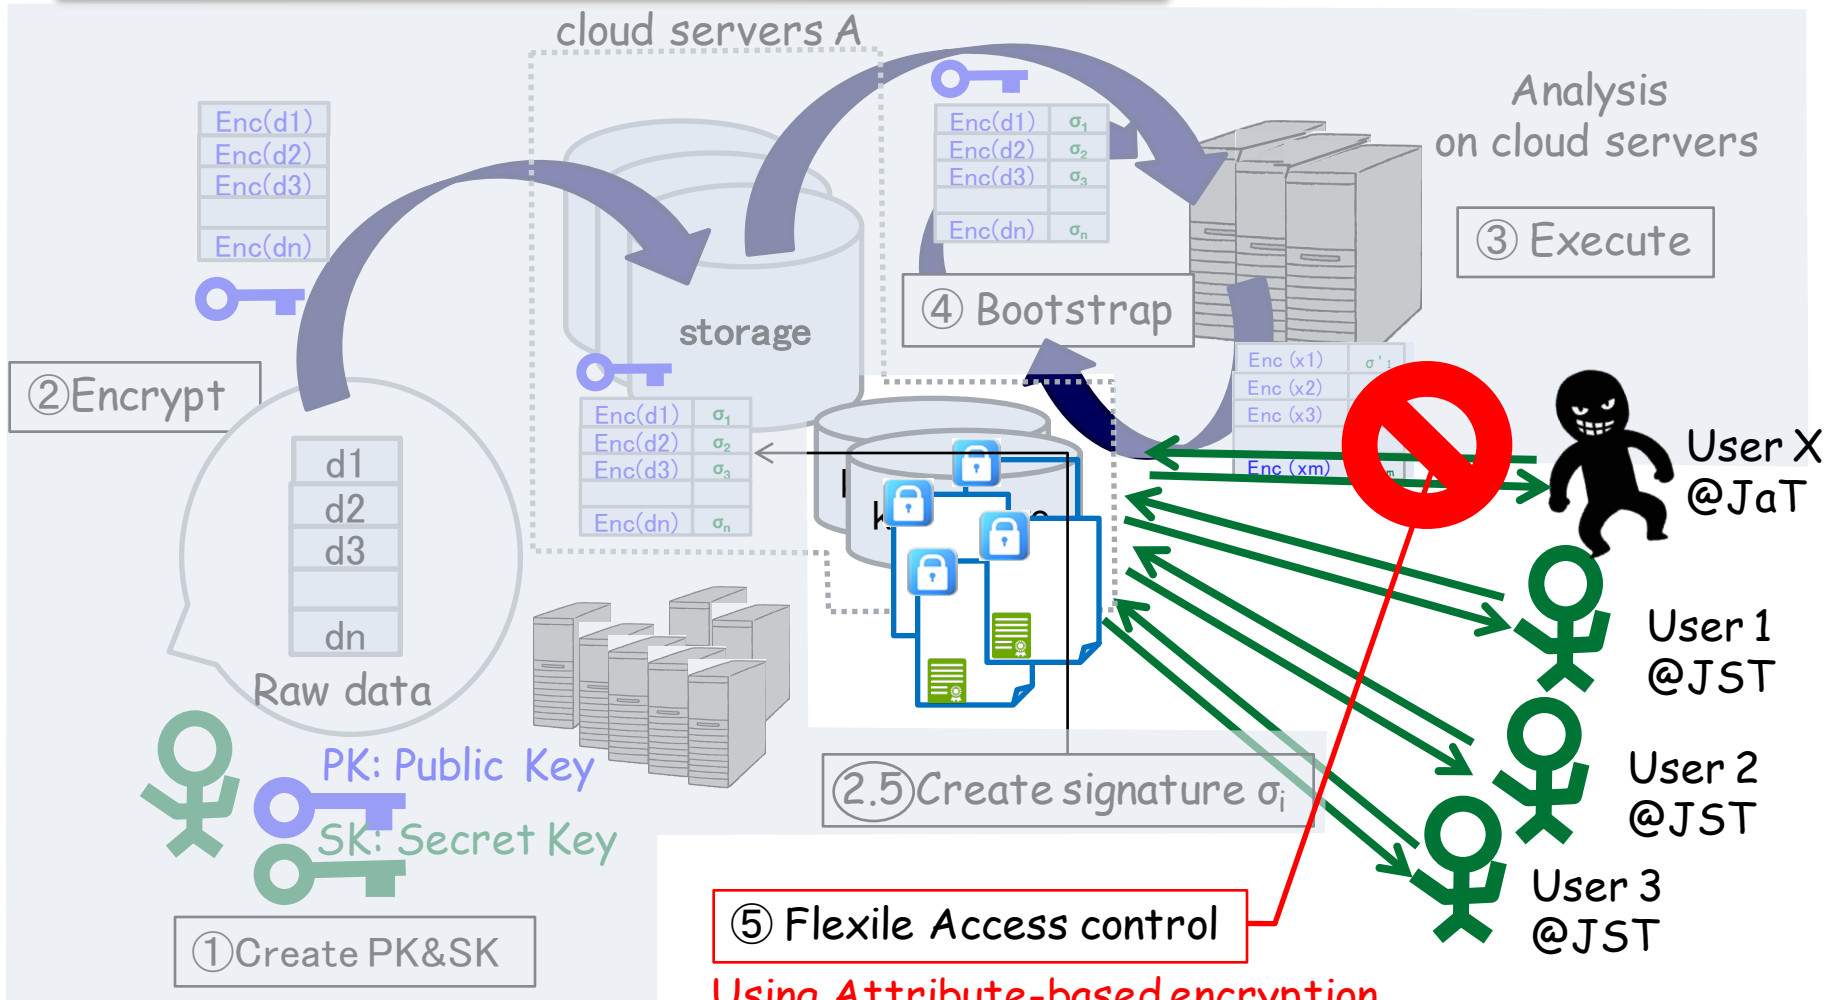 cloud servers A
Analysis
on cloud servers
Enc(d1)
Enc(d2)
Enc(d3)
Enc(dn)
Enc(d1) σ1
Enc(d2) σ2
Enc(d3) σ3
Enc(dn) σn
③ Execute
④ Bootstrap
storage
②Encrypt
Enc (x1) σ'1
Enc (x2)
Enc (x3)
Enc (xm)
Enc(d1) σ1
Enc(d2) σ2
Enc(d3) σ3
Enc(dn) σn
User X
@JaT
d1
d2
d3
dn
Raw data
User 1
@JST
PK: Public Key
SK: Secret Key
(2.5)Create signature σi
User 2
@JST
User 3
@JST
⑤ Flexile Access control
①Create PK&SK
Using Attribute-based encryption